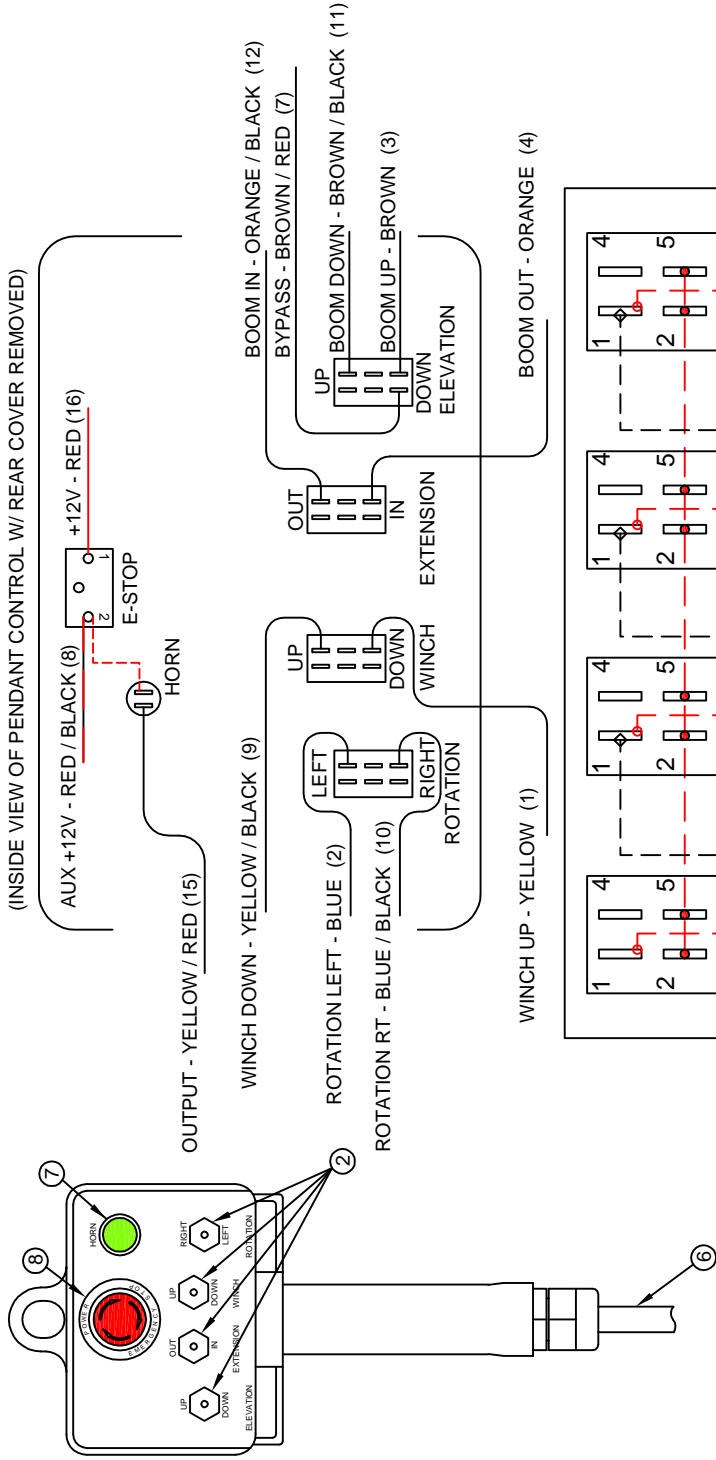 (INSIDE VIEW OF PENDANT CONTROL W/ REAR COVER REMOVED)
8
7
POWER
EMERGENCY STOP
HORN
UP
DOWN
ELEVATION
OUT
IN
EXTENSION
UP
DOWN
WINCH
RIGHT
LEFT
ROTATION
2
6
AUX +12V - RED / BLACK (8)
+12V - RED (16)
2
1
E-STOP
HORN
OUTPUT - YELLOW / RED (15)
WINCH DOWN - YELLOW / BLACK (9)
BOOM IN - ORANGE / BLACK (12)
BYPASS - BROWN / RED (7)
BOOM DOWN - BROWN / BLACK (11)
BOOM UP - BROWN (3)
ROTATION LEFT - BLUE (2)
ROTATION RT - BLUE / BLACK (10)
LEFT
RIGHT
ROTATION
UP
DOWN
WINCH
OUT
IN
EXTENSION
UP
DOWN
ELEVATION
WINCH UP - YELLOW (1)
BOOM OUT - ORANGE (4)
1 4
2 5
1 4
2 5
1 4
2 5
1 4
2 5